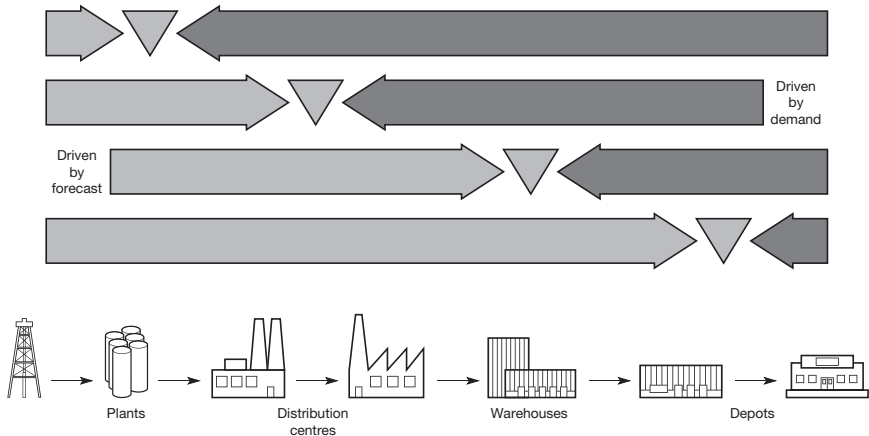 Driven
by
demand
Driven
by
forecast
Plants
Distribution
centres
Warehouses
Depots